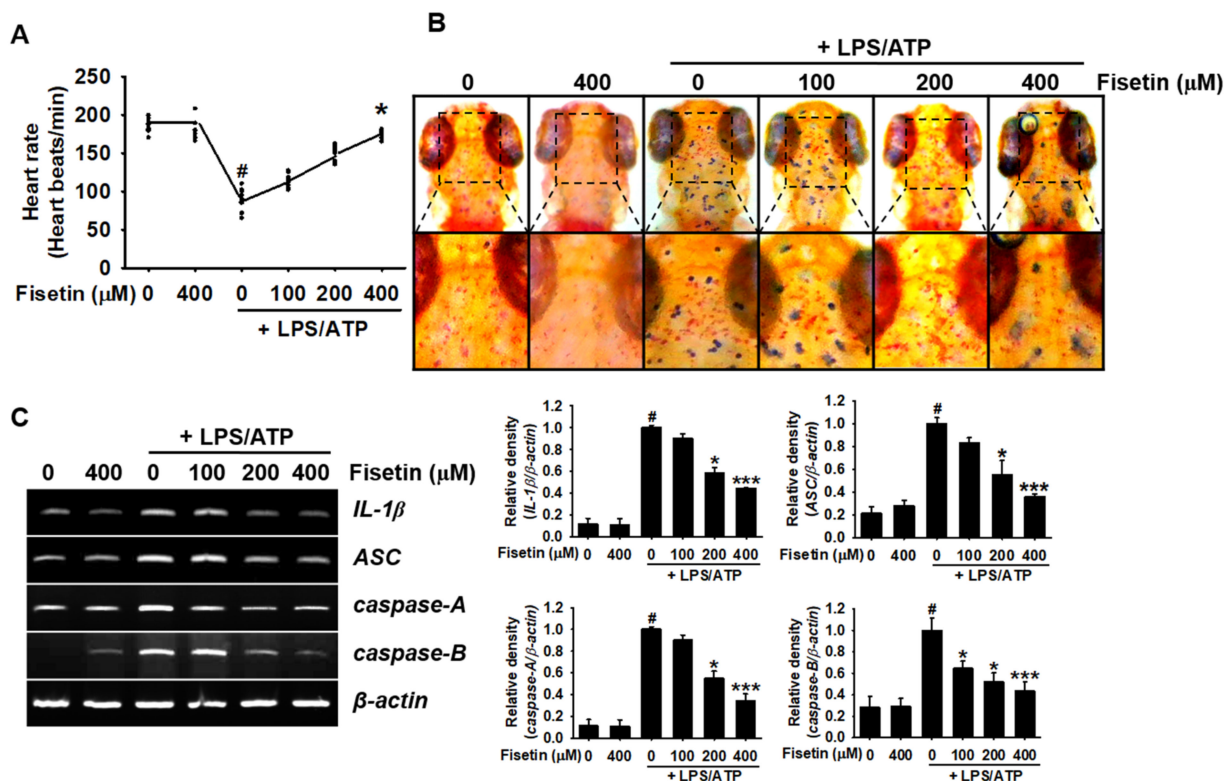 A
Heart rate
(Heart beats/min)
250
200
150
100
50
0
#
*
Fisetin (μM) 0 400 0 100 200 400
+ LPS/ATP
B
+ LPS/ATP
0 400 0 100 200 400 Fisetin (μM)
C
+ LPS/ATP
0 400 0 100 200 400 Fisetin (μM)
IL-1β
ASC
caspase-A
caspase-B
β-actin
Relative density
(IL-1β/β-actin)
1.2
1.0
0.8
0.6
0.4
0.2
0.0
#
*
***
Fisetin 0 400 0 100 200 400
(μM)
+ LPS/ATP
Relative density
(ASC/β-actin)
1.2
1.0
0.8
0.6
0.4
0.2
0
#
*
***
Fisetin 0 400 0 100 200 400
(μM)
+ LPS/ATP
Relative density
(caspase-A/β-actin)
1.2
1.0
0.8
0.6
0.4
0.2
0.0
#
*
***
Fisetin 0 400 0 100 200 400
(μM)
+ LPS/ATP
Relative density
(caspase-B/β-actin)
1.2
1.0
0.8
0.6
0.4
0.2
0.0
#
*
*
***
Fisetin 0 400 0 100 200 400
(μM)
+ LPS/ATP